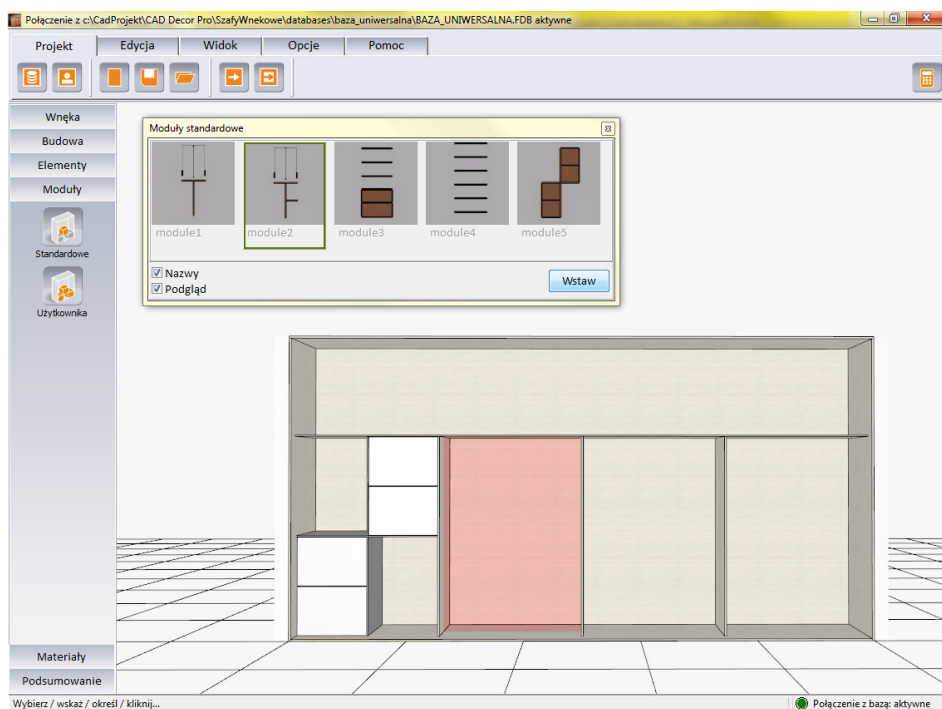 Połączenie z c:\CadProjekt\CAD Decor Pro\SzafyWnekowe\databases\baza_uniwersalna\BAZA_UNIWERSALNA.FDB aktywne
Projekt Edycja Widok Opcje Pomoc
Wnęka
Budowa
Elementy
Moduły
Standardowe
Użytkownika
Moduły standardowe
module1 module2 module3 module4 module5
Nazwy
Podgląd
Wstaw
Materiały
Podsumowanie
Wybierz / wskaż / określ / kliknij...
Połączenie z bazą: aktywne